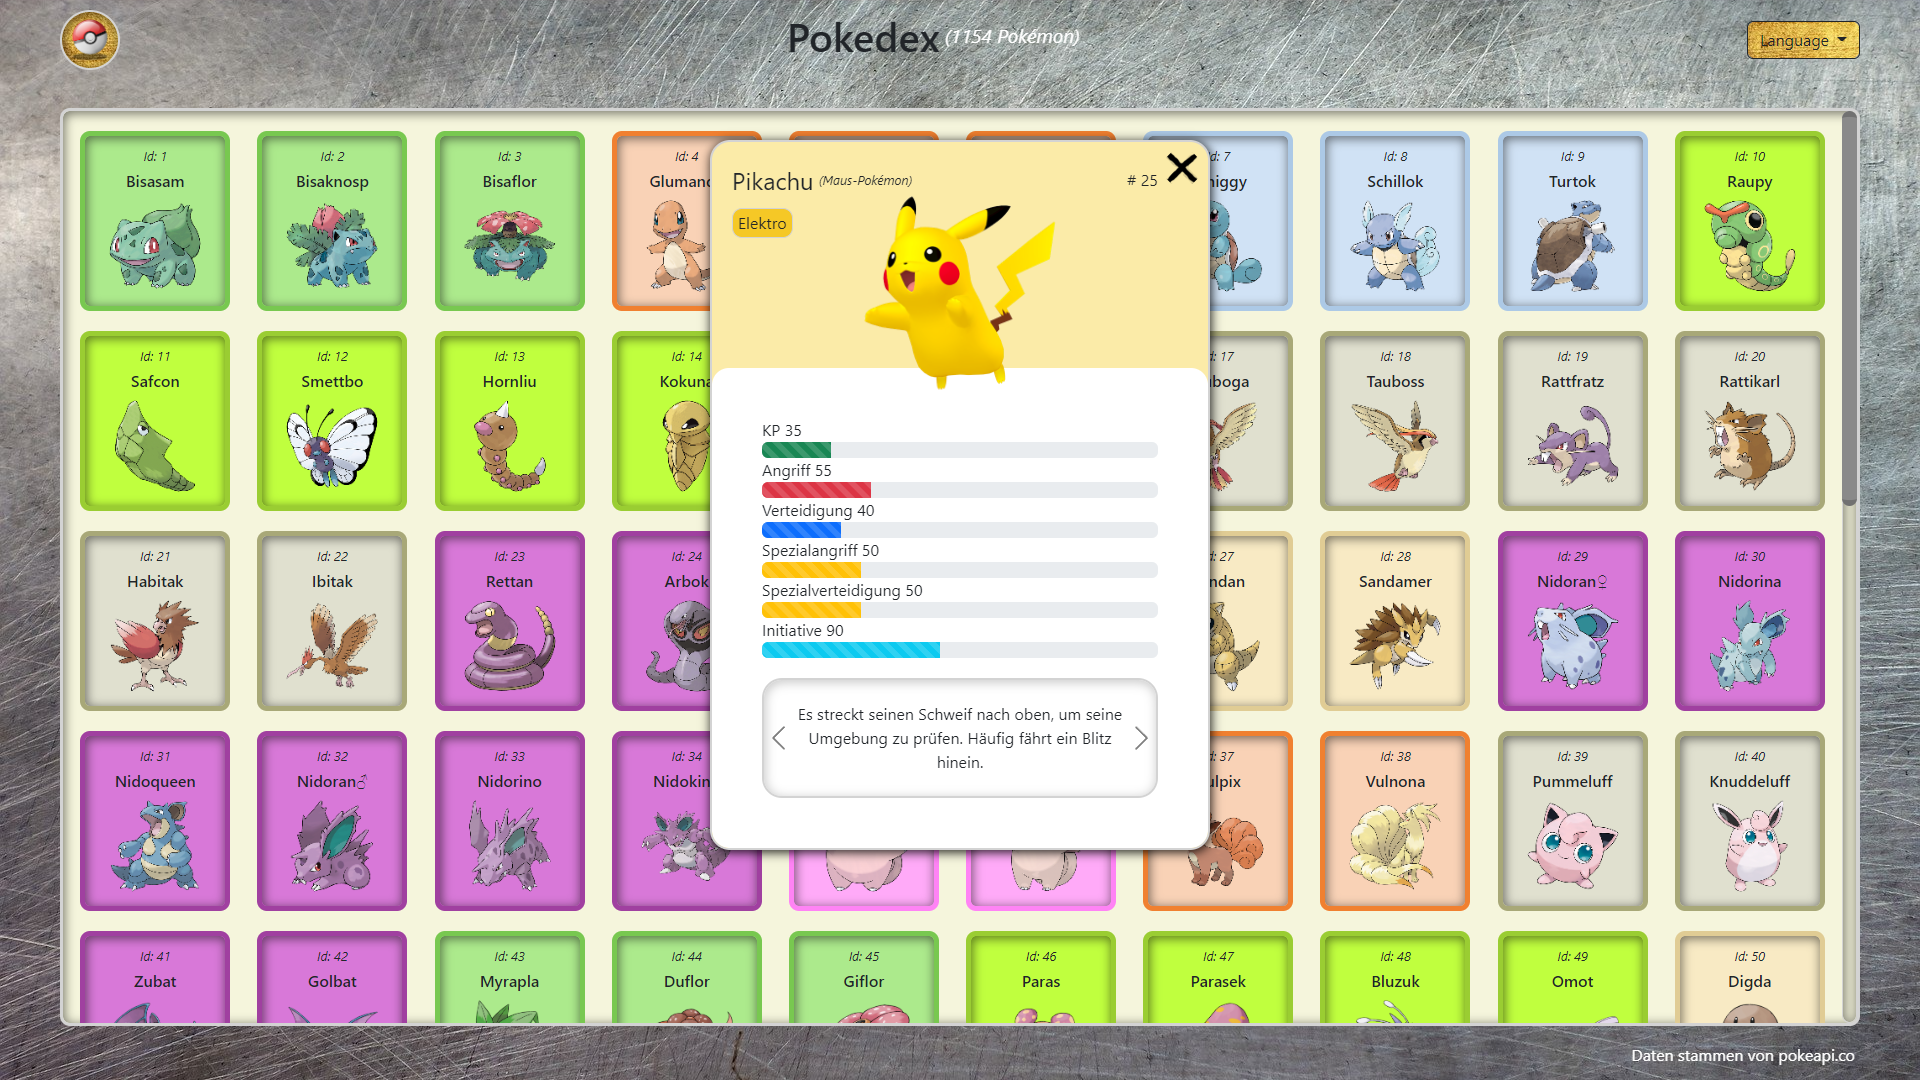 Pokedex (1154 Pokémon)
Language
Id: 1
Bisasam
Id: 2
Bisaknosp
Id: 3
Bisaflor
Id: 4
Id: 8
Schillok
Id: 9
Turtok
Id: 10
Raupy
Pikachu (Maus-Pokémon)
# 25
Elektro
KP 35
Angriff 55
Verteidigung 40
Spezialangriff 50
Spezialverteidigung 50
Initiative 90
Es streckt seinen Schweif nach oben, um seine
Umgebung zu prüfen. Häufig fährt ein Blitz
hinein.
Id: 11
Safcon
Id: 12
Smettbo
Id: 13
Hornliu
Id: 14
Kokuna
Id: 18
Tauboss
Id: 19
Rattfratz
Id: 20
Rattikarl
Id: 21
Habitak
Id: 22
Ibitak
Id: 23
Rettan
Id: 24
Arbok
Id: 28
Sandamer
Id: 29
Nidoran♀
Id: 30
Nidorina
Id: 31
Nidoqueen
Id: 32
Nidoran♂
Id: 33
Nidorino
Id: 34
Nidokin
Id: 38
Vulnona
Id: 39
Pummeluff
Id: 40
Knuddeluff
Id: 41
Zubat
Id: 42
Golbat
Id: 43
Myrapla
Id: 44
Duflor
Id: 45
Giflor
Id: 46
Paras
Id: 47
Parasek
Id: 48
Bluzuk
Id: 49
Omot
Id: 50
Digda
Daten stammen von pokeapi.co